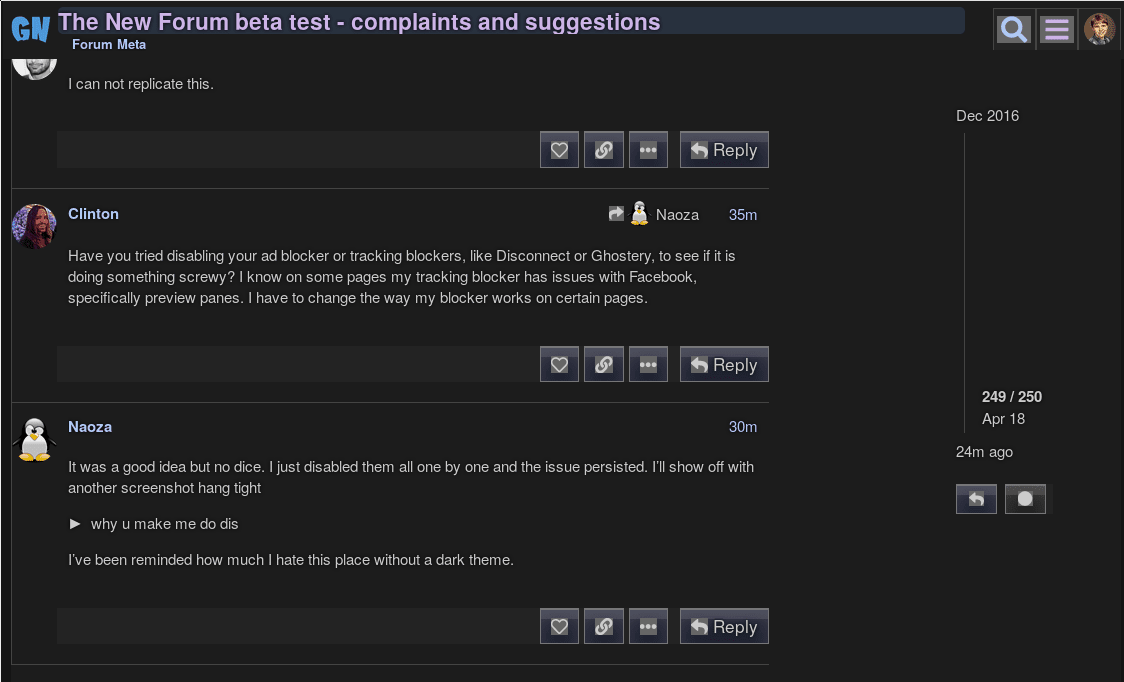 GN The New Forum beta test - complaints and suggestions
Forum Meta
I can not replicate this.
Dec 2016
Reply
Clinton Naoza 35m
Have you tried disabling your ad blocker or tracking blockers, like Disconnect or Ghostery, to see if it is
doing something screwy? I know on some pages my tracking blocker has issues with Facebook,
specifically preview panes. I have to change the way my blocker works on certain pages.
Reply
249 / 250
Apr 18
Naoza 30m
24m ago
It was a good idea but no dice. I just disabled them all one by one and the issue persisted. I’ll show off with
another screenshot hang tight
► why u make me do dis
I’ve been reminded how much I hate this place without a dark theme.
Reply